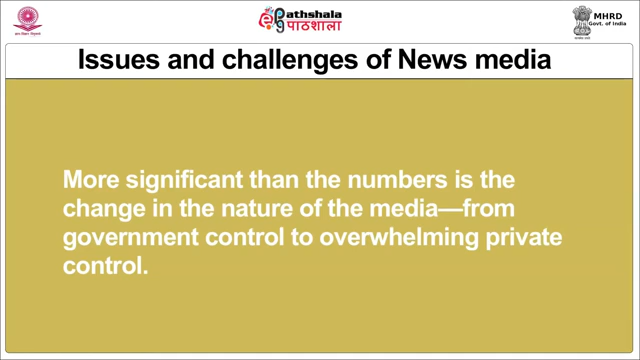 ePathshala
पाठशाला
MHRD
Govt. of India
Issues and challenges of News media
More significant than the numbers is the
change in the nature of the media—from
government control to overwhelming private
control.